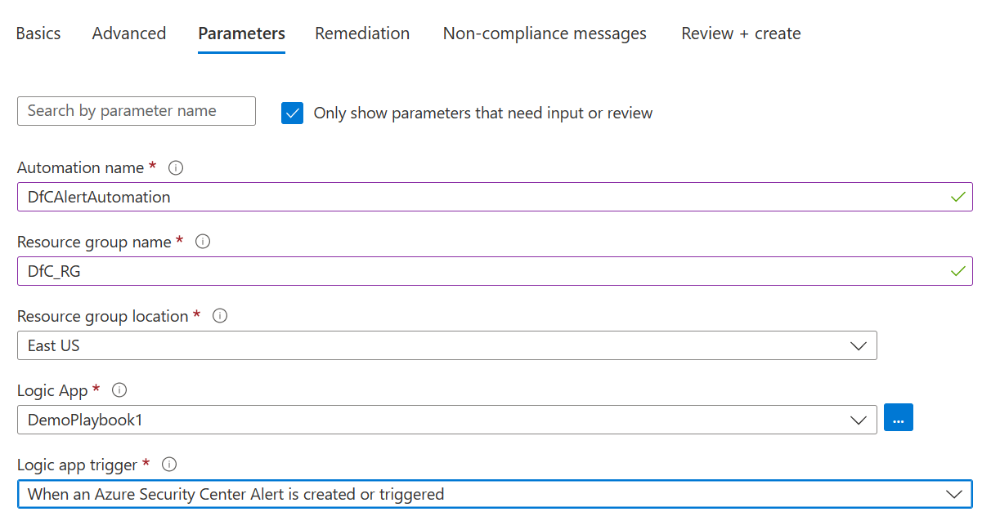 Basics Advanced Parameters Remediation Non-compliance messages Review + create
Search by parameter name Only show parameters that need input or review
Automation name *
DfCAlertAutomation
Resource group name *
DfC_RG
Resource group location *
East US
Logic App *
DemoPlaybook1 ...
Logic app trigger *
When an Azure Security Center Alert is created or triggered